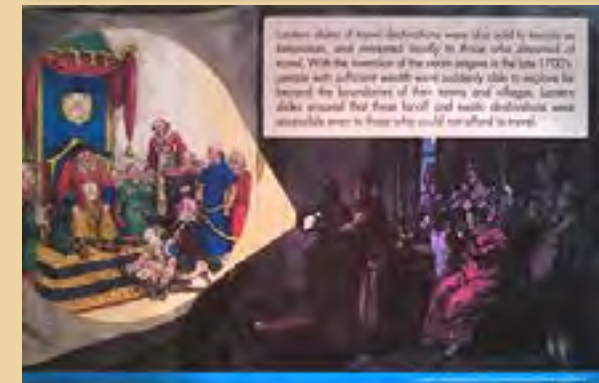 Lantern slides of travel destinations were also sold to tourists as
and projected locally to those who dreamed of
travel. With the invention of the steam engine in the late 1700's,
people with sufficient wealth were suddenly able to explore far
beyond the boundaries of their towns and villages. Lantern
slides ensured that these faroff and exotic destinations were
accessible even to those who could not afford to travel.